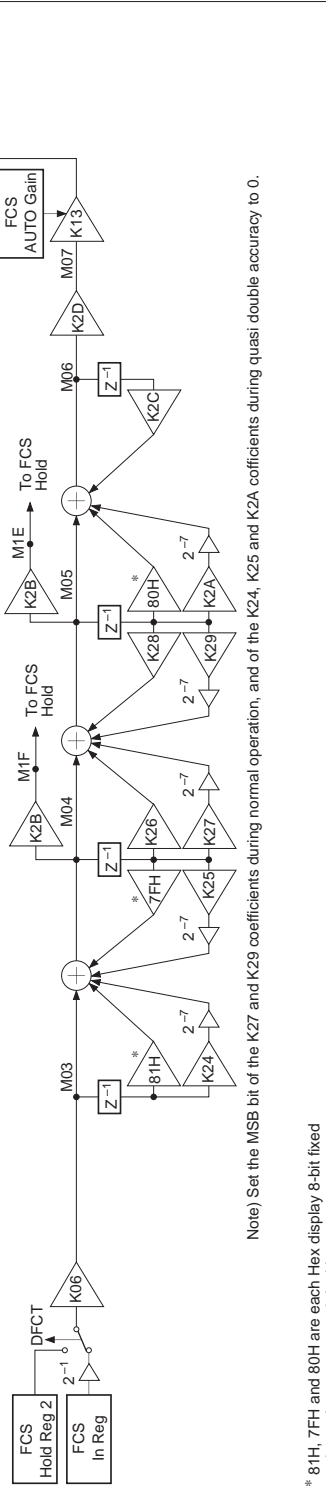 FCS
Hold Reg 2
FCS
In Reg
DFCT
2⁻¹
K06
M03
Z⁻¹
* 81H
K24
2⁻⁷
* 7FH
K25
2⁻⁷
M04
K2B
M1F
To FCS
Hold
Z⁻¹
K26
K27
2⁻⁷
K28
K29
2⁻⁷
M05
K2B
M1E
To FCS
Hold
Z⁻¹
* 80H
K2A
2⁻⁷
M06
Z⁻¹
K2C
K2D
M07
K13
FCS
AUTO Gain
Note) Set the MSB bit of the K27 and K29 coefficients during normal operation, and of the K24, K25 and K2A cofficients during quasi double accuracy to 0.
* 81H, 7FH and 80H are each Hex display 8-bit fixed